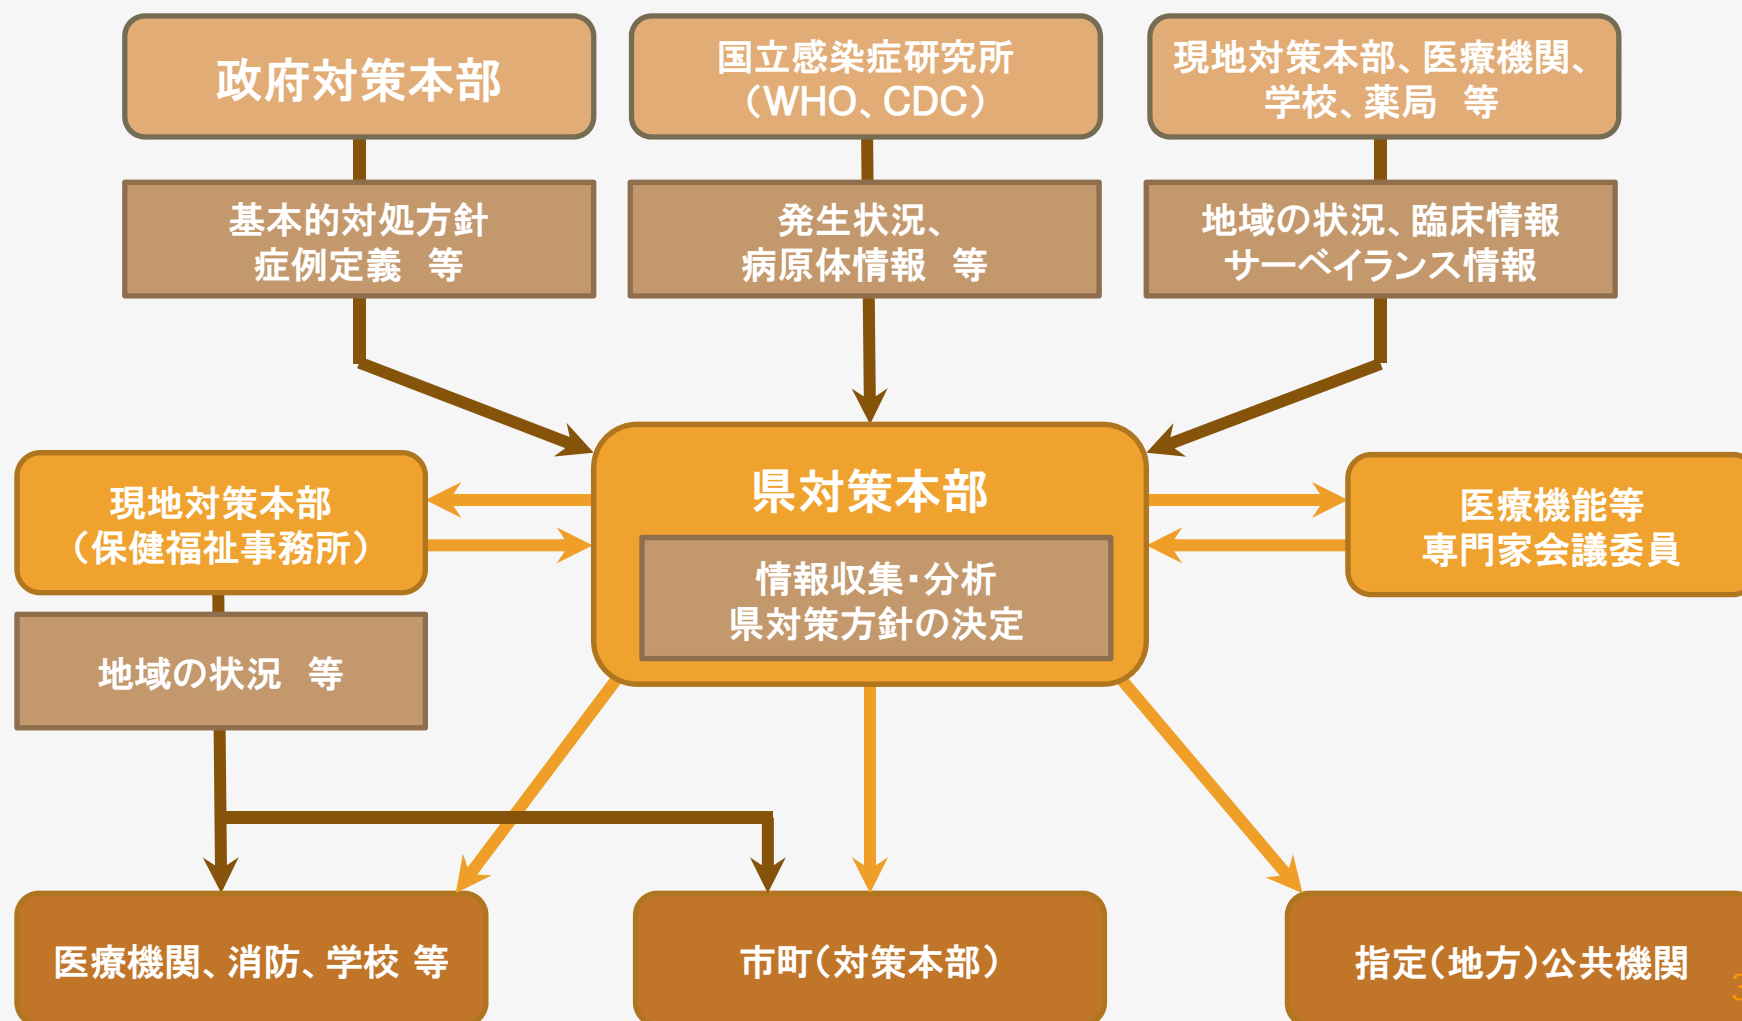 政府対策本部
国立感染症研究所
（WHO、CDC）
現地対策本部、医療機関、
学校、薬局　等
基本的対処方針
症例定義　等
発生状況、
病原体情報　等
地域の状況、臨床情報
サーベイランス情報
県対策本部
情報収集・分析
県対策方針の決定
現地対策本部
（保健福祉事務所）
医療機能等
専門家会議委員
地域の状況　等
医療機関、消防、学校 等
市町（対策本部）
指定（地方）公共機関